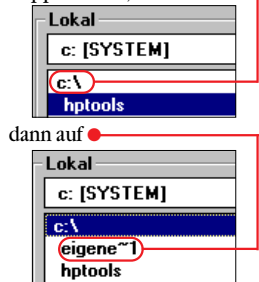 Lokal
c: [SYSTEM]
c:\
hptools
dann auf
Lokal
c: [SYSTEM]
c:\
eigene~1
hptools